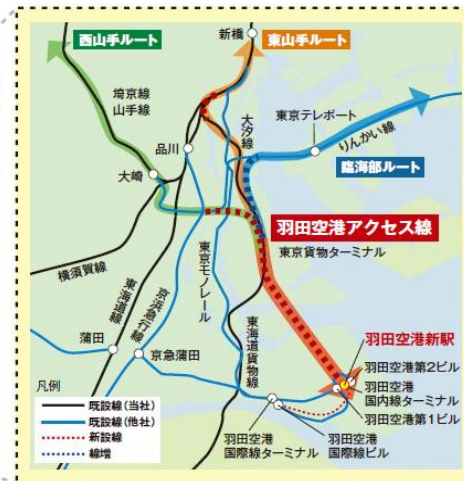 西山手ルート
新橋
東山手ルート
埼京線
山手線
大汐線
東京テレポート
りんかい線
品川
臨海部ルート
大崎
羽田空港アクセス線
東京貨物ターミナル
横須賀線
東海道線
京浜急行線
東京モノレール
東海道貨物線
蒲田
京急蒲田
羽田空港新駅
羽田空港第2ビル
羽田空港
国内線ターミナル
羽田空港第1ビル
凡例
既設線(当社)
既設線(他社)
新設線
線増
羽田空港
国際線ターミナル
羽田空港
国際線ビル